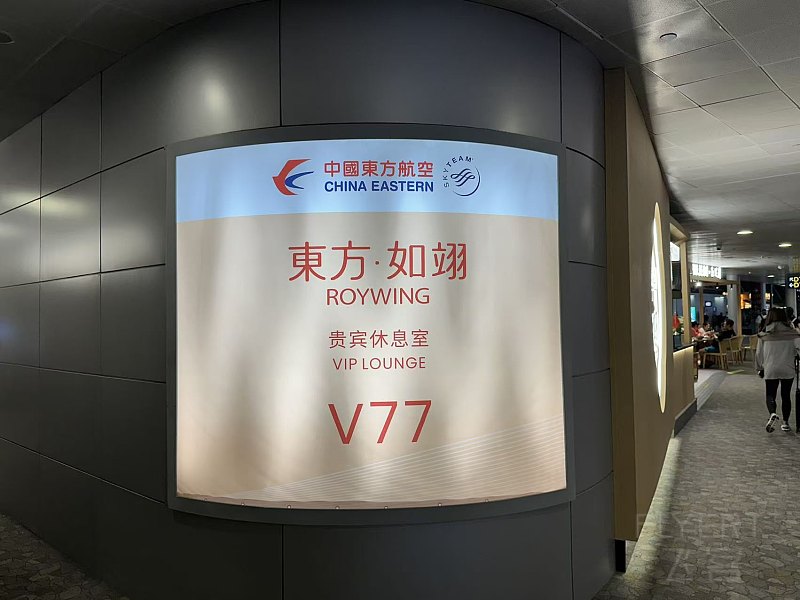 中國東方航空
CHINA EASTERN
SKYTEAM
東方·如翊
ROYWING
贵宾休息室
VIP LOUNGE
V77
FLYERT